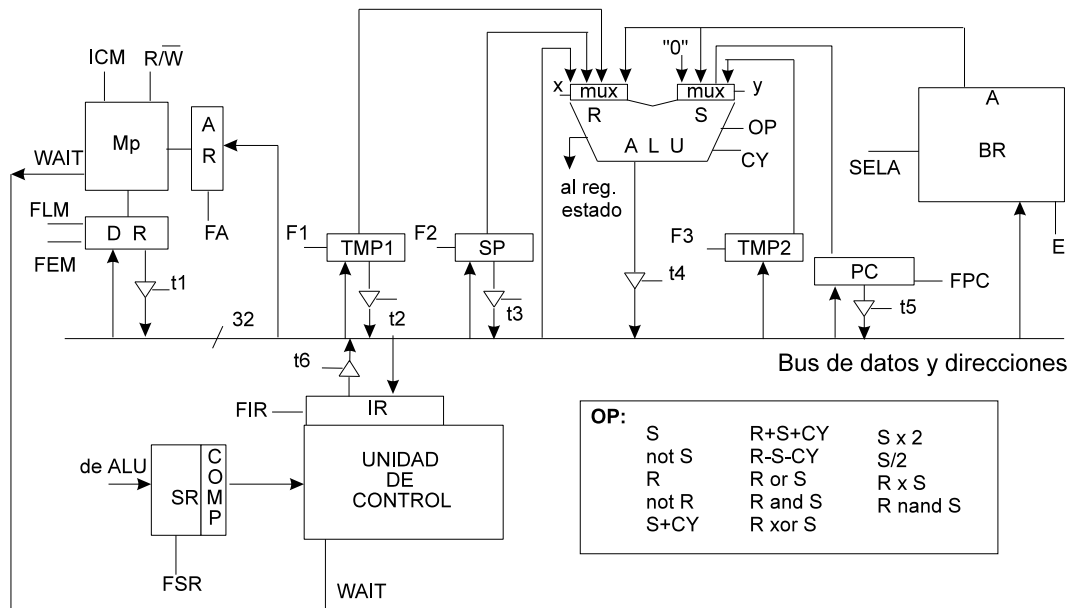 ICM
R/W̅
"0"
x
mux
mux
y
R
S
A
A
R
Mp
OP
A L U
CY
BR
WAIT
SELA
al reg.
estado
FLM
D R
FA
FEM
F1
TMP1
F2
SP
F3
TMP2
E
t1
t2
t3
t4
PC
FPC
t5
32
Bus de datos y direcciones
t6
FIR
IR
UNIDAD
DE
CONTROL
de ALU
SR
C
O
M
P
FSR
WAIT
OP:
S
not S
R
not R
S+CY
R+S+CY
R-S-CY
R or S
R and S
R xor S
S x 2
S/2
R x S
R nand S